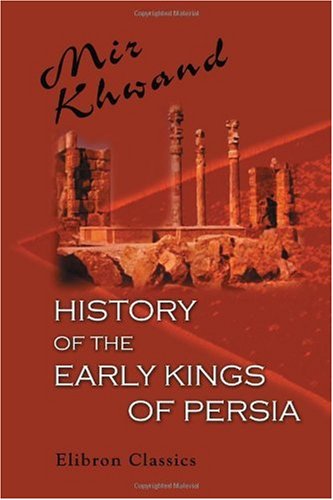 Mir
Khwand
HISTORY
OF THE
EARLY KINGS
OF PERSIA
Elibron Classics